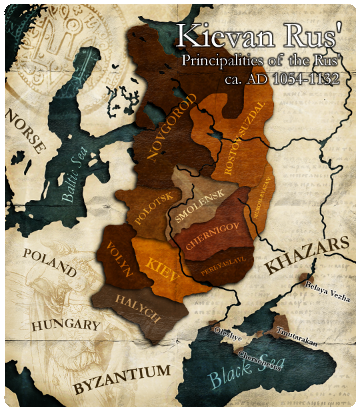 Kievan Rus'
Principalities of the Rus'
ca. AD 1054-1132
NORSE
Baltic Sea
NOVGOROD
ROSTOV-SUZDAL
POLOTSK
SMOLENSK
CHERNIGOV
PEREYASLAVL
VOLYN
KIEV
HALYCH
POLAND
HUNGARY
BYZANTIUM
KHAZARS
Belaya Vezha
Tmutarakan
Black Sea